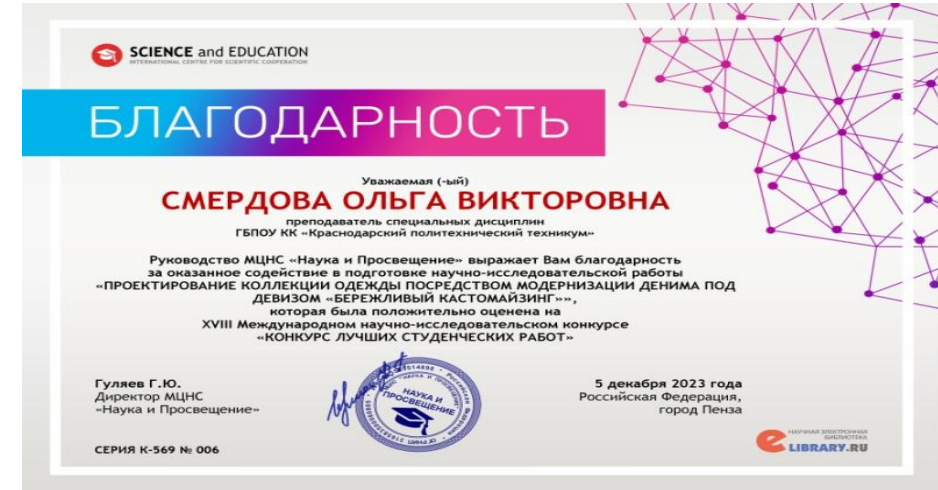 SCIENCE and EDUCATION
INTERNATIONAL CENTRE FOR SCIENTIFIC COOPERATION
БЛАГОДАРНОСТЬ
Уважаемая (-ый)
СМЕРДОВА ОЛЬГА ВИКТОРОВНА
преподаватель специальных дисциплин
ГБПОУ КК «Краснодарский политехнический техникум»
Руководство МЦНС «Наука и Просвещение» выражает Вам благодарность
за оказанное содействие в подготовке научно-исследовательской работы
«ПРОЕКТИРОВАНИЕ КОЛЛЕКЦИИ ОДЕЖДЫ ПОСРЕДСТВОМ МОДЕРНИЗАЦИИ ДЕНИМА ПОД
ДЕВИЗОМ «БЕРЕЖЛИВЫЙ КАСТОМАЙЗИНГ»»,
которая была положительно оценена на
XVIII Международном научно-исследовательском конкурсе
«КОНКУРС ЛУЧШИХ СТУДЕНЧЕСКИХ РАБОТ»
Гуляев Г.Ю.
Директор МЦНС
«Наука и Просвещение»
НАУКА И
ПРОСВЕЩЕНИЕ
5 декабря 2023 года
Российская Федерация,
город Пенза
СЕРИЯ К-569 № 006
НАУЧНАЯ ЭЛЕКТРОННАЯ
БИБЛИОТЕКА
LIBRARY.RU